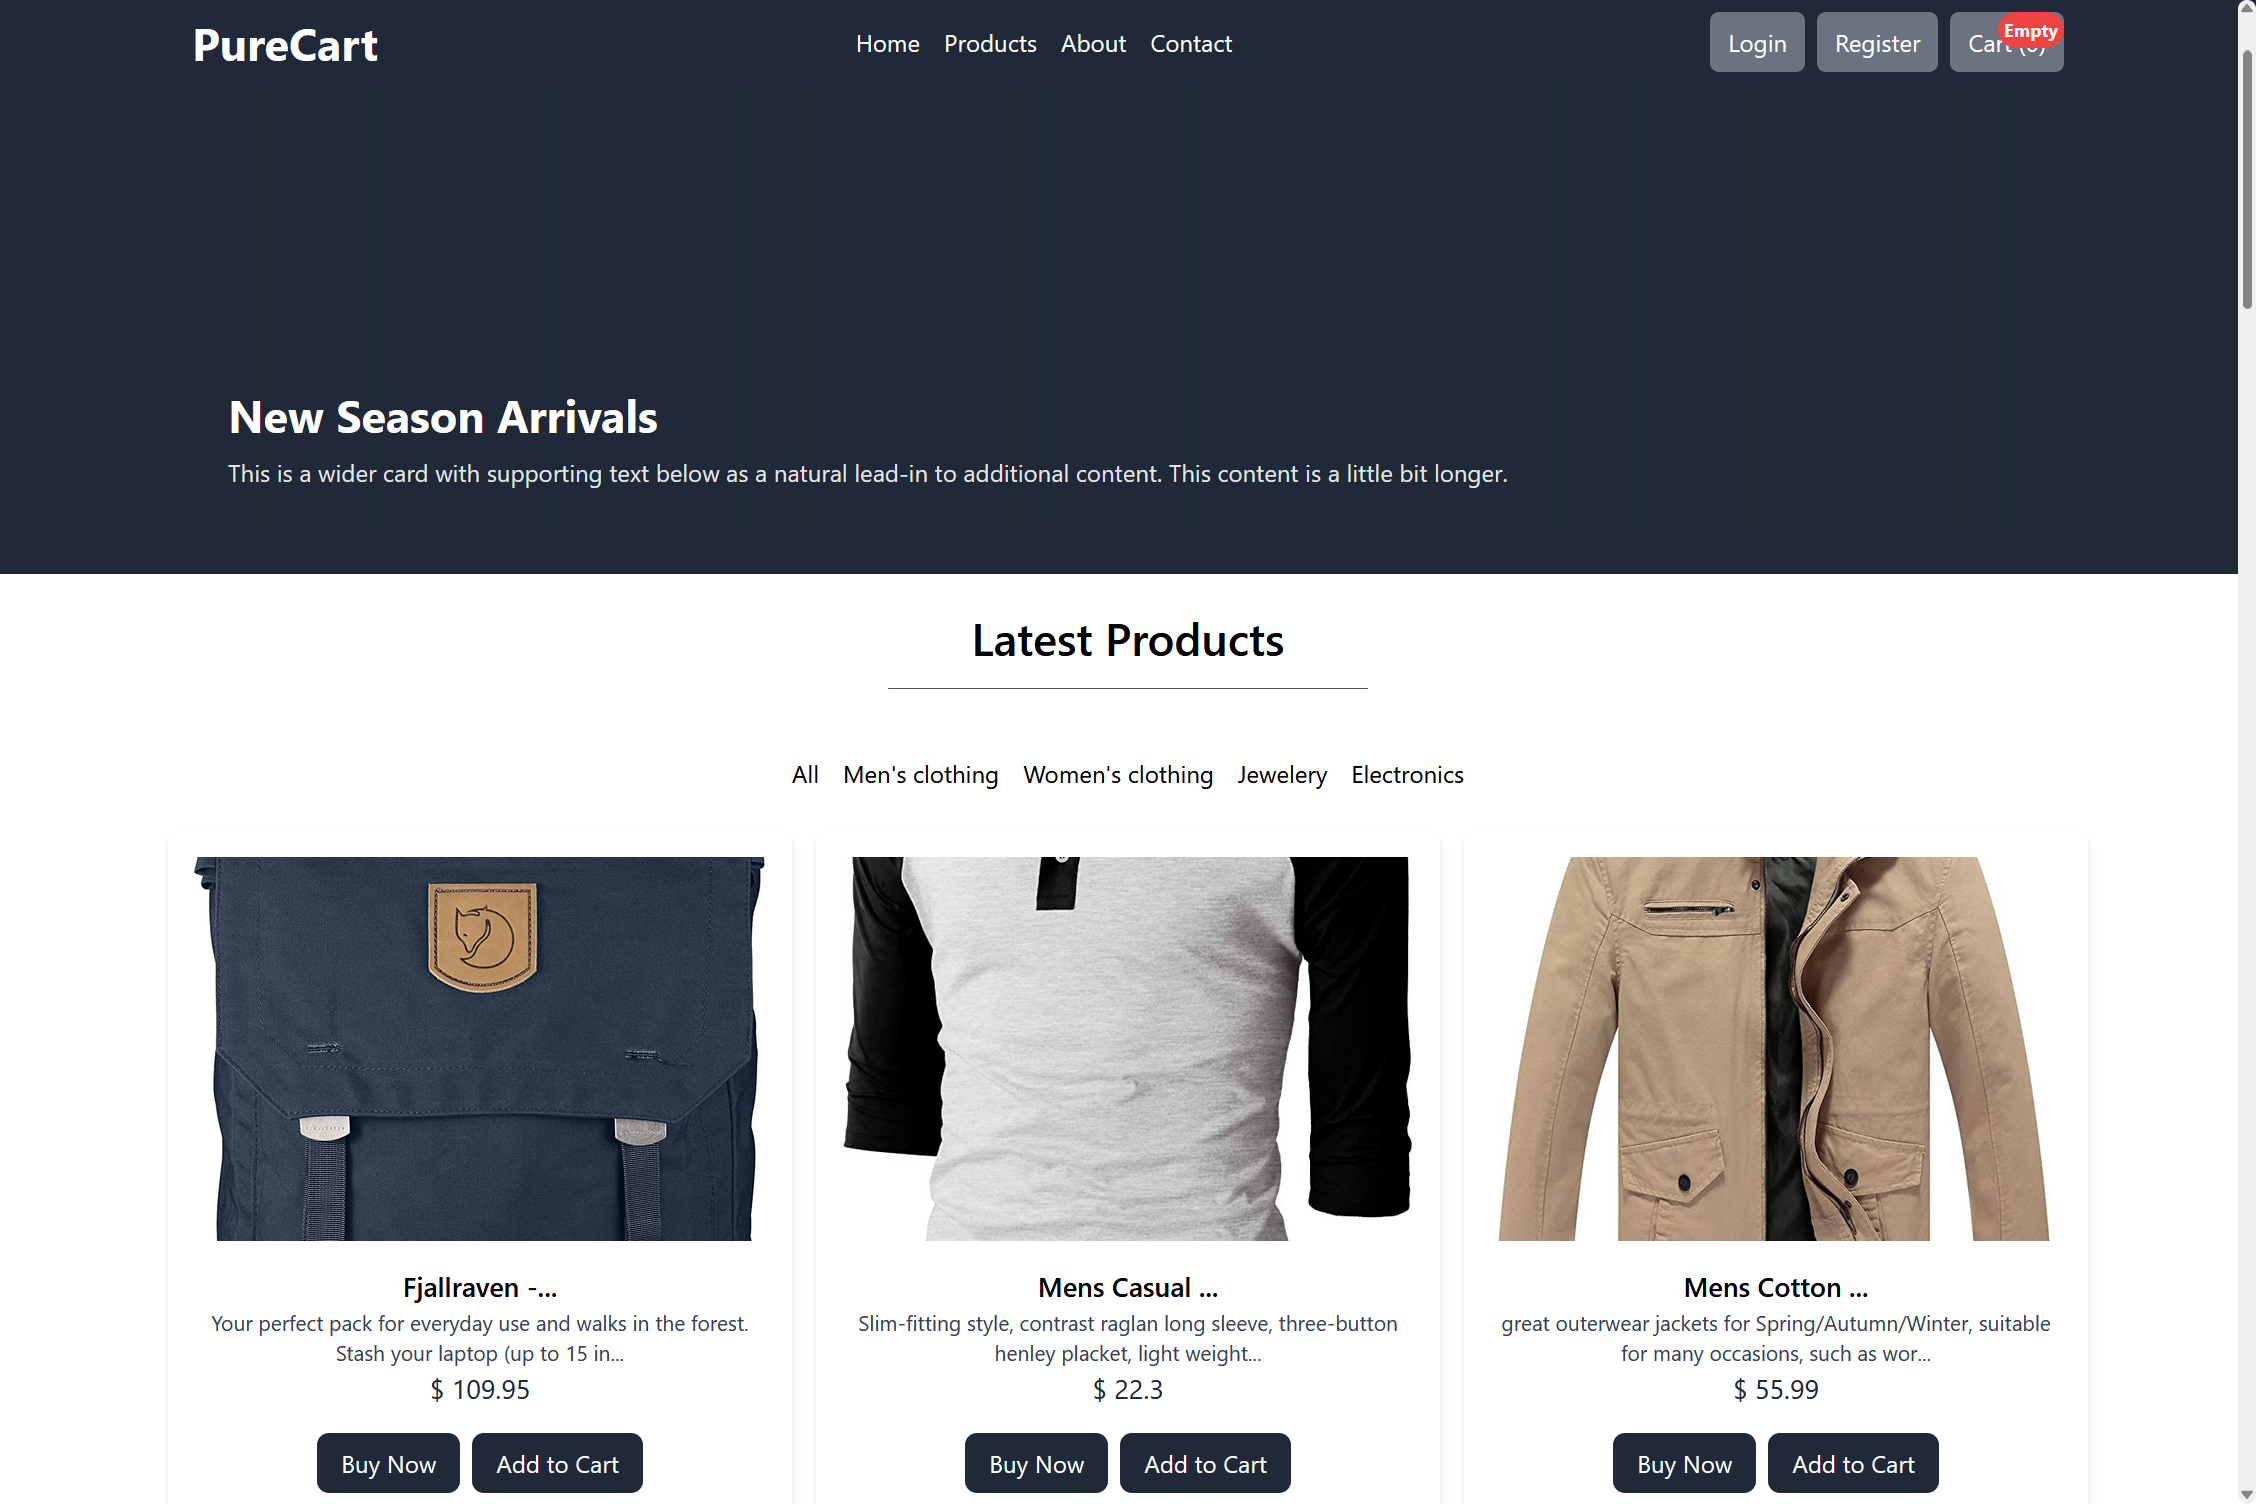 PureCart
Home Products About Contact
Login Register Cart (0)
Empty
New Season Arrivals
This is a wider card with supporting text below as a natural lead-in to additional content. This content is a little bit longer.
Latest Products
All Men's clothing Women's clothing Jewelery Electronics
Fjallraven -...
Your perfect pack for everyday use and walks in the forest.
Stash your laptop (up to 15 in...
$ 109.95
Buy Now Add to Cart
Mens Casual ...
Slim-fitting style, contrast raglan long sleeve, three-button
henley placket, light weight...
$ 22.3
Buy Now Add to Cart
Mens Cotton ...
great outerwear jackets for Spring/Autumn/Winter, suitable
for many occasions, such as wor...
$ 55.99
Buy Now Add to Cart